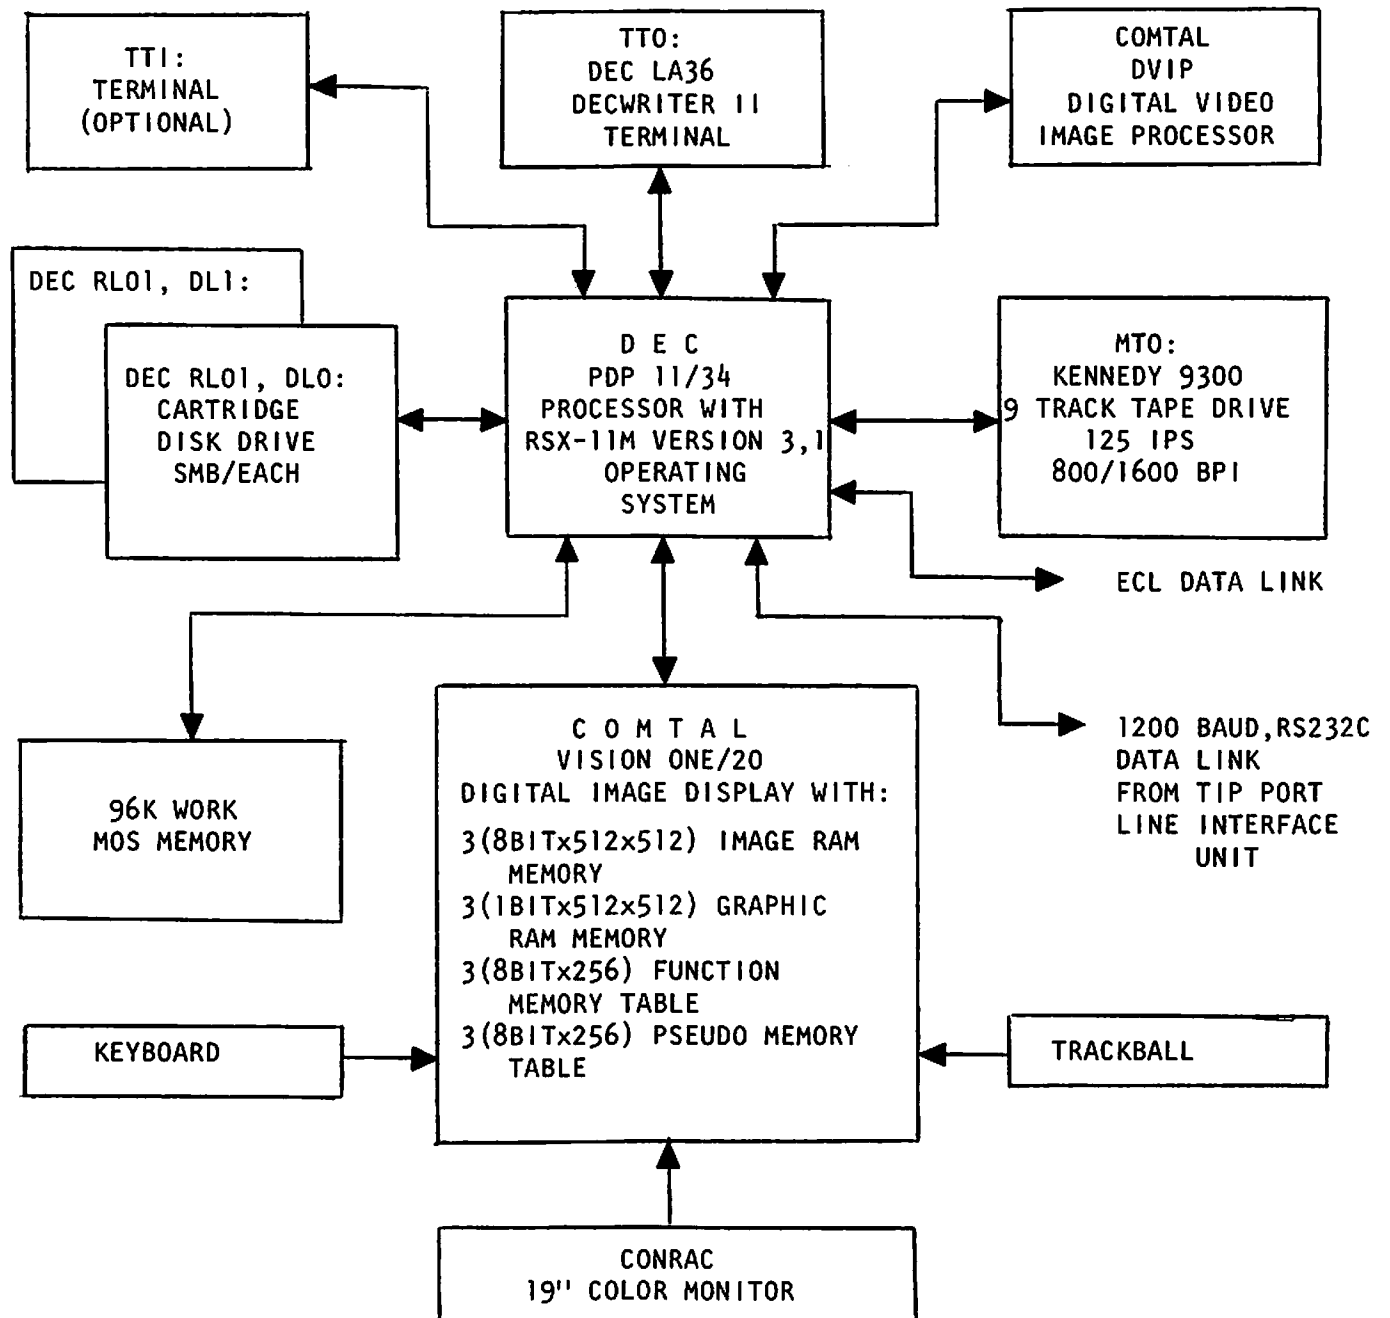 TTI:
TERMINAL
(OPTIONAL)
TTO:
DEC LA36
DECWRITER II
TERMINAL
COMTAL
DVIP
DIGITAL VIDEO
IMAGE PROCESSOR
DEC RLO1, DL1:
DEC RLO1, DLO:
CARTRIDGE
DISK DRIVE
SMB/EACH
D E C
PDP 11/34
PROCESSOR WITH
RSX-11M VERSION 3,1
OPERATING
SYSTEM
MTO:
KENNEDY 9300
9 TRACK TAPE DRIVE
125 IPS
800/1600 BPI
ECL DATA LINK
1200 BAUD,RS232C
DATA LINK
FROM TIP PORT
LINE INTERFACE
UNIT
96K WORK
MOS MEMORY
C O M T A L
VISION ONE/20
DIGITAL IMAGE DISPLAY WITH:
3(8BITx512x512) IMAGE RAM
MEMORY
3(1BITx512x512) GRAPHIC
RAM MEMORY
3(8BITx256) FUNCTION
MEMORY TABLE
3(8BITx256) PSEUDO MEMORY
TABLE
KEYBOARD
TRACKBALL
CONRAC
19" COLOR MONITOR